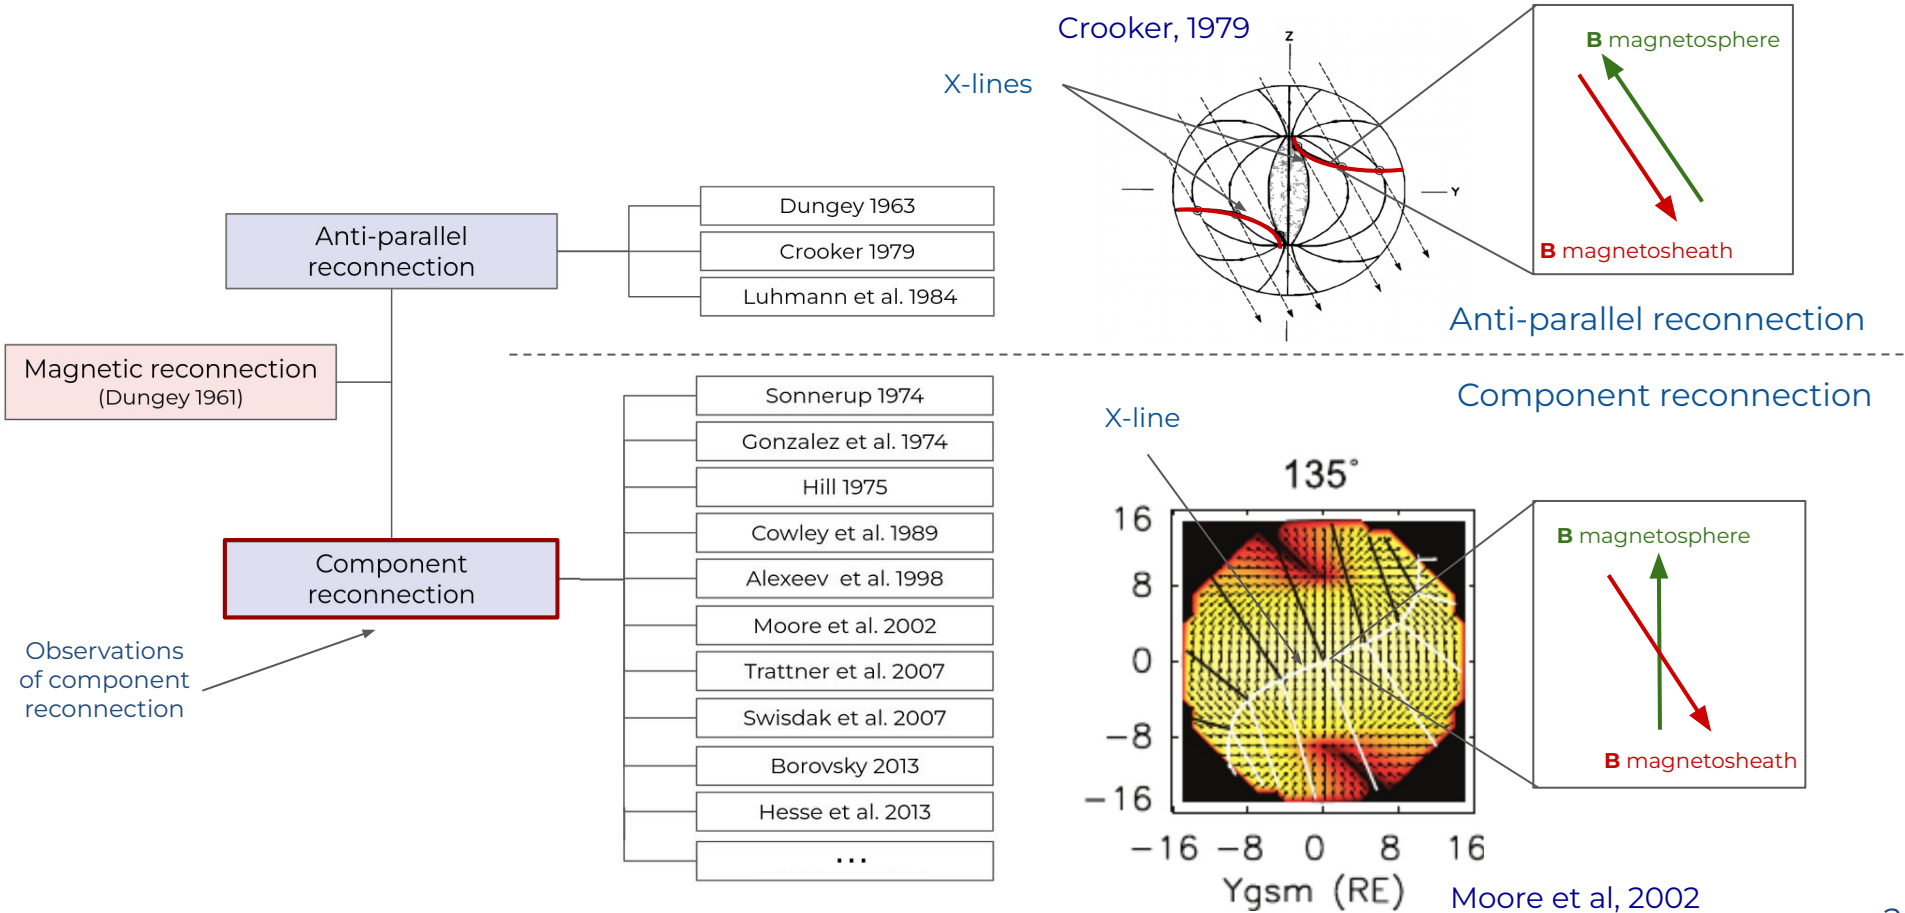 Magnetic reconnection
(Dungey 1961)
Anti-parallel
reconnection
Dungey 1963
Crooker 1979
Luhmann et al. 1984
Component
reconnection
Observations
of component
reconnection
Sonnerup 1974
Gonzalez et al. 1974
Hill 1975
Cowley et al. 1989
Alexeev et al. 1998
Moore et al. 2002
Trattner et al. 2007
Swisdak et al. 2007
Borovsky 2013
Hesse et al. 2013
...
Crooker, 1979
X-lines
Z
Y
B magnetosphere
B magnetosheath
Anti-parallel reconnection
Component reconnection
X-line
135°
16
8
0
-8
-16
-16 -8 0 8 16
Ygsm (RE)
B magnetosphere
B magnetosheath
Moore et al, 2002